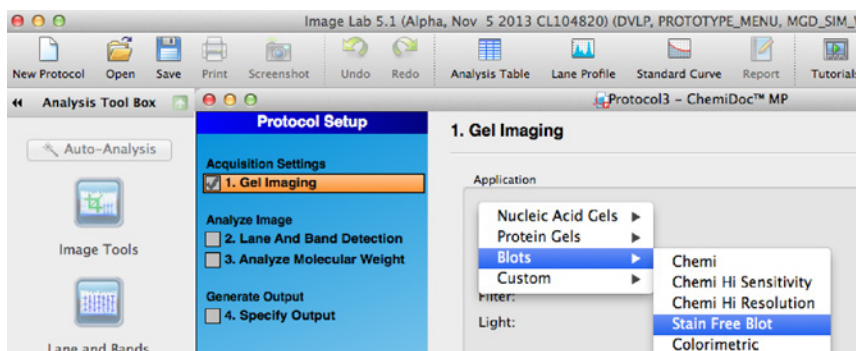 Image Lab 5.1 (Alpha, Nov 5 2013 CL104820) (DVLP, PROTOTYPE_MENU, MGD_SIM_
New Protocol Open Save Print Screenshot Undo Redo Analysis Table Lane Profile Standard Curve Report Tutorials
Analysis Tool Box
Protocol3 – ChemiDoc™ MP
Auto-Analysis
Image Tools
Lane and Bands
Protocol Setup
Acquisition Settings
1. Gel Imaging
Analyze Image
2. Lane And Band Detection
3. Analyze Molecular Weight
Generate Output
4. Specify Output
1. Gel Imaging
Application
Nucleic Acid Gels
Protein Gels
Blots
Custom
Filter:
Light:
Chemi
Chemi Hi Sensitivity
Chemi Hi Resolution
Stain Free Blot
Colorimetric